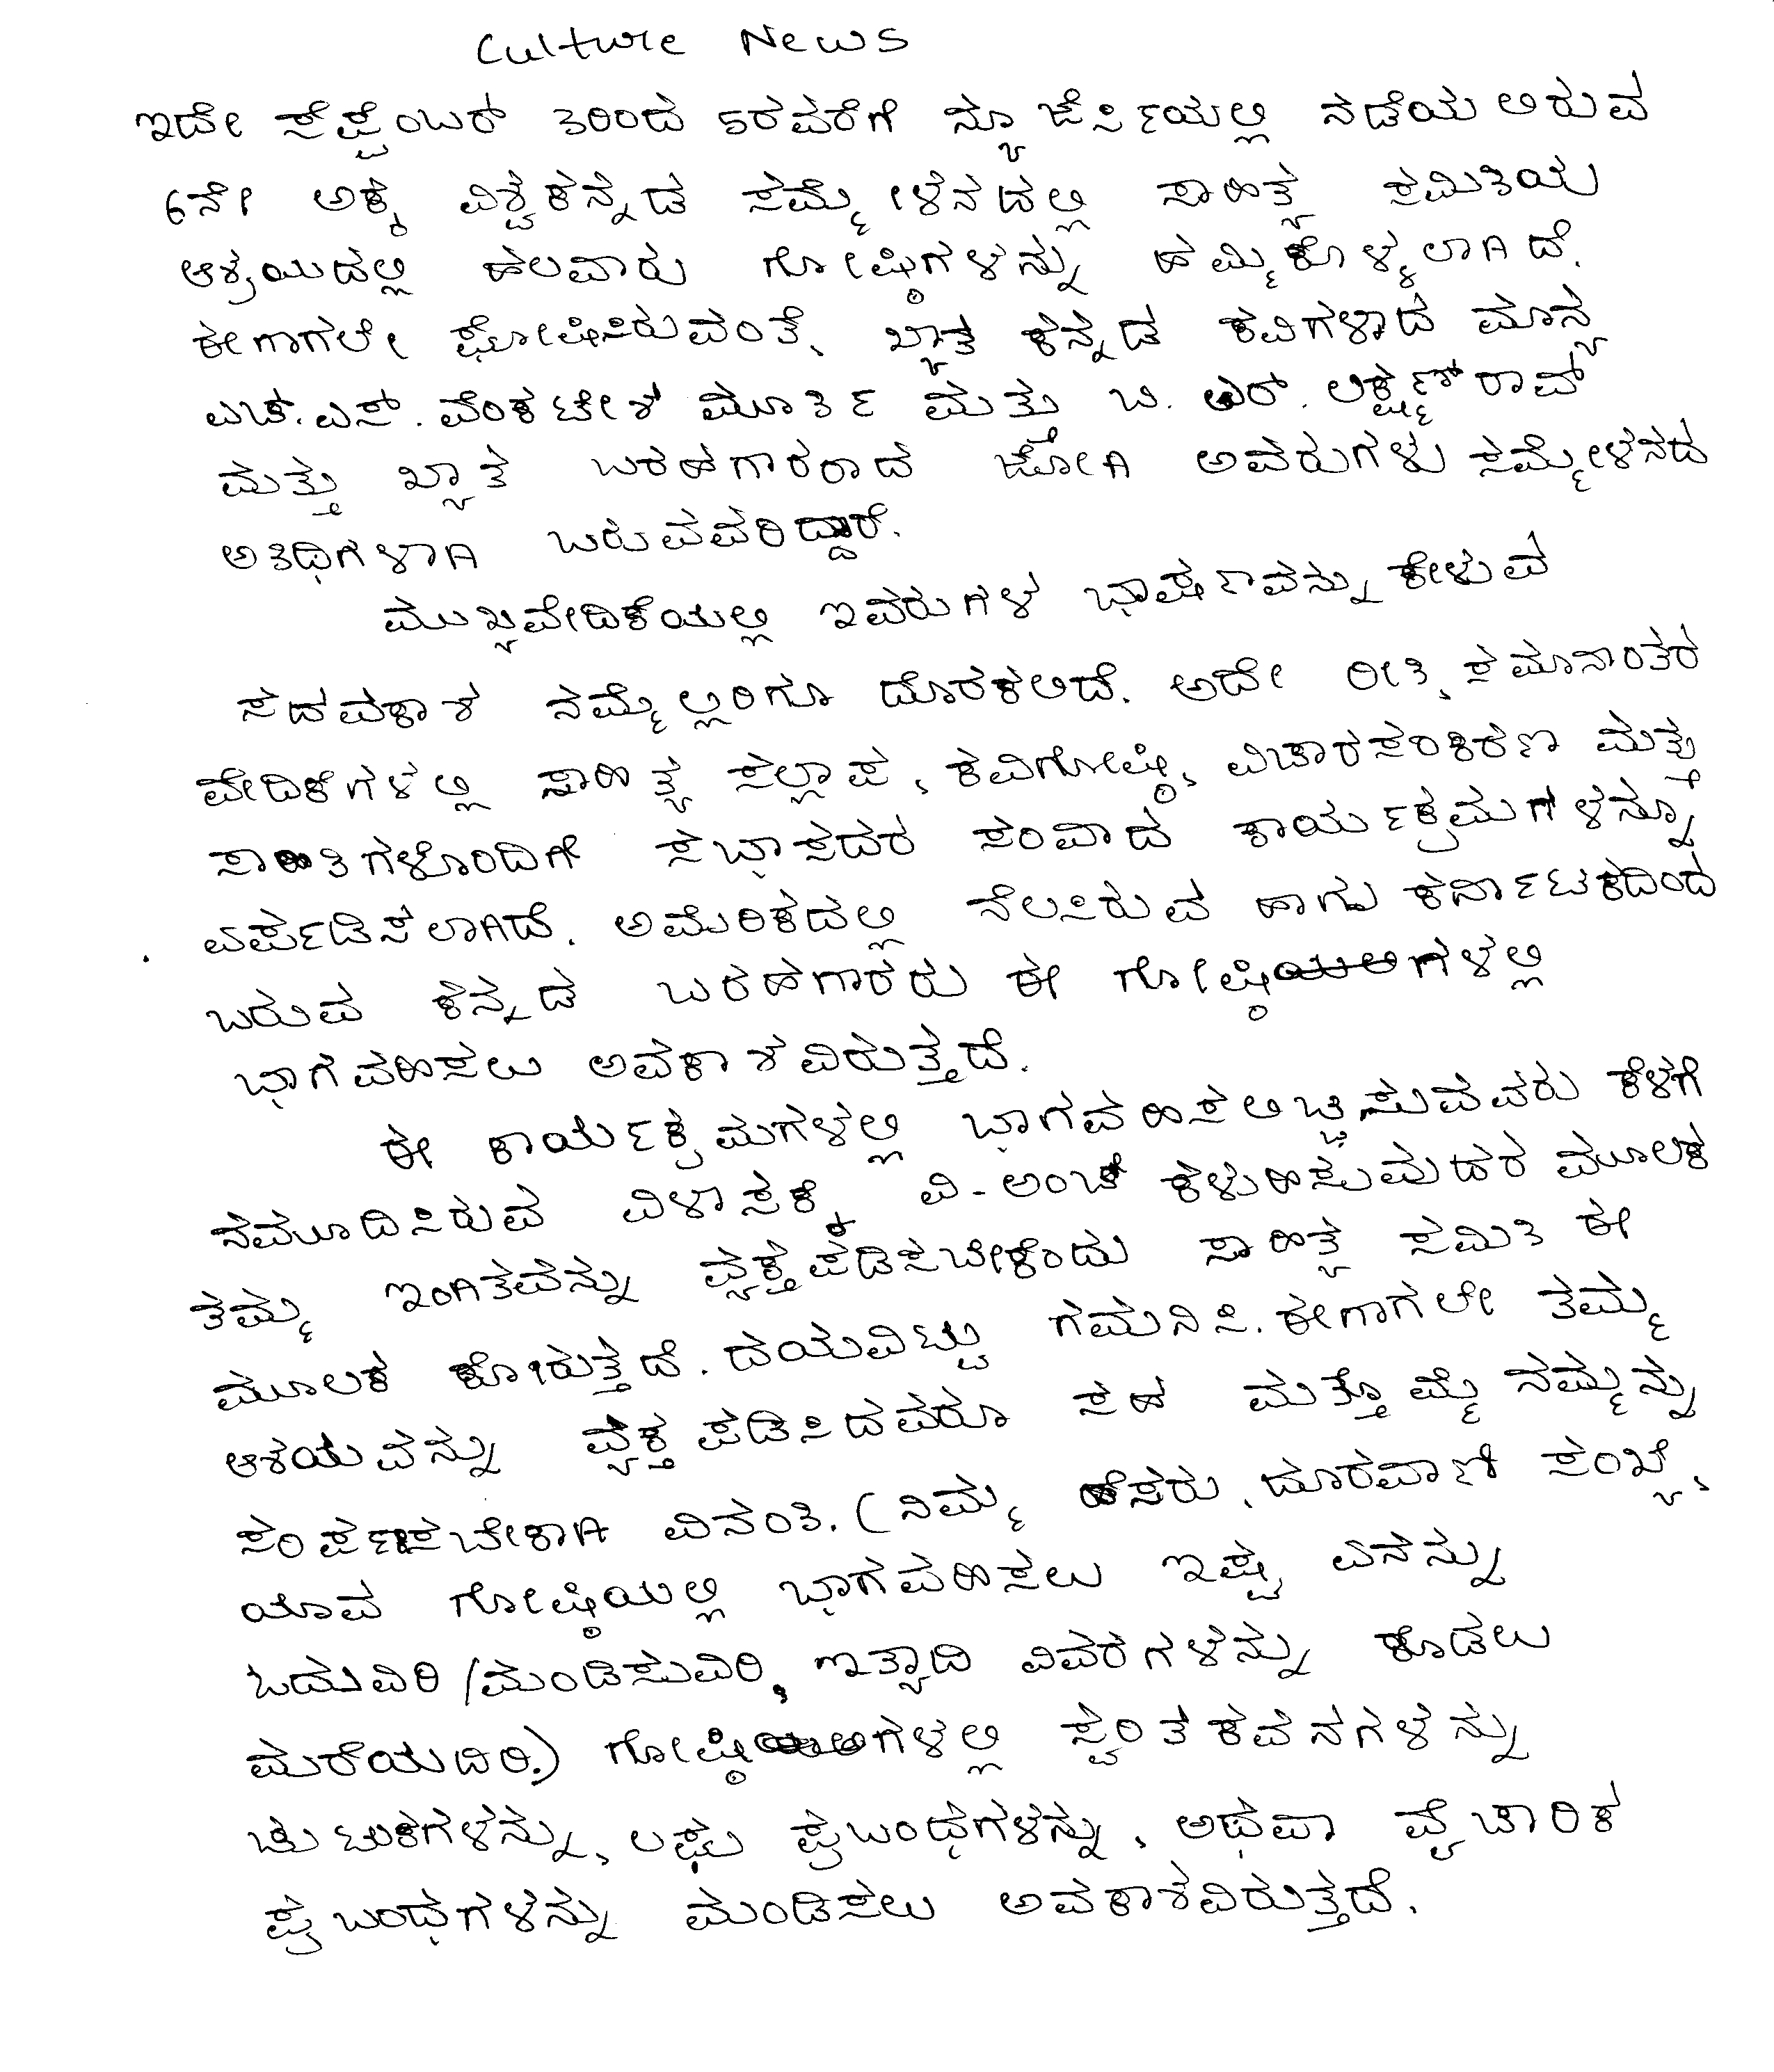 Culture News
ಇದೇ ಸೆಪ್ಟೆಂಬರ್ 3ರಿಂದ 5ರವರೆಗೆ ನ್ಯೂಜೆರ್ಸಿಯಲ್ಲಿ ನಡೆಯಲಿರುವ
6ನೇ ಅಕ್ಕ ವಿಶ್ವಕನ್ನಡ ಸಮ್ಮೇಳನದಲ್ಲಿ ಸಾಹಿತ್ಯ ಸಮಿತಿಯ
ಆಶ್ರಯದಲ್ಲಿ ಹಲವಾರು ಗೋಷ್ಠಿಗಳನ್ನು ಹಮ್ಮಿಕೊಳ್ಳಲಾಗಿದೆ.
ಈಗಾಗಲೇ ಘೋಷಿಸಿರುವಂತೆ, ಖ್ಯಾತ ಕನ್ನಡ ಕವಿಗಳಾದ ಮಾನ್ಯ
ಎಚ್.ಎಸ್. ವೆಂಕಟೇಶ ಮೂರ್ತಿ ಮತ್ತು ಬಿ. ಆರ್. ಲಕ್ಷ್ಮಣ್ ರಾವ್
ಮತ್ತು ಖ್ಯಾತ ಬರಹಗಾರರಾದ ಜೋಗಿ ಅವರುಗಳು ಸಮ್ಮೇಳನದ
ಅತಿಥಿಗಳಾಗಿ ಬರುವವರಿದ್ದಾರೆ.
ಮುಖ್ಯವೇದಿಕೆಯಲ್ಲಿ ಇವರುಗಳ ಭಾಷಣವನ್ನು ಕೇಳುವ
ಸದವಕಾಶ ನಮ್ಮೆಲ್ಲರಿಗೂ ದೊರಕಲಿದೆ. ಅದೇ ರೀತಿ, ಸಮಾನಾಂತರ
ವೇದಿಕೆಗಳಲ್ಲಿ ಸಾಹಿತ್ಯ ಸಲ್ಲಾಪ, ಕವಿಗೋಷ್ಠಿ, ವಿಚಾರಸಂಕಿರಣ ಮತ್ತು
ಸಾಹಿತಿಗಳೊಂದಿಗೆ ಸಭಾಸದರ ಸಂವಾದ ಕಾರ್ಯಕ್ರಮಗಳನ್ನೂ
ಏರ್ಪಡಿಸಲಾಗಿದೆ. ಅಮೆರಿಕದಲ್ಲಿ ನೆಲಸಿರುವ ಹಾಗು ಕರ್ನಾಟಕದಿಂದ
ಬರುವ ಕನ್ನಡ ಬರಹಗಾರರು ಈ ಗೋಷ್ಠಿಗಳಲ್ಲಿ
ಭಾಗವಹಿಸಲು ಅವಕಾಶವಿರುತ್ತದೆ.
ಈ ಕಾರ್ಯಕ್ರಮಗಳಲ್ಲಿ ಭಾಗವಹಿಸಲಿಚ್ಛಿಸುವವರು ಕೆಳಗೆ
ನಮೂದಿಸಿರುವ ವಿಳಾಸಕ್ಕೆ ವಿ-ಅಂಚೆ ಕಳುಹಿಸುವುದರ ಮೂಲಕ
ತಮ್ಮ ಇಂಗಿತವನ್ನು ವ್ಯಕ್ತಪಡಿಸಬೇಕೆಂದು ಸಾಹಿತ್ಯ ಸಮಿತಿ ಈ
ಮೂಲಕ ಕೋರುತ್ತದೆ. ದಯವಿಟ್ಟು ಗಮನಿಸಿ. ಈಗಾಗಲೇ ತಮ್ಮ
ಆಶಯವನ್ನು ವ್ಯಕ್ತಪಡಿಸಿದವರೂ ಸಹ ಮತ್ತೊಮ್ಮೆ ನಮ್ಮನ್ನು
ಸಂಪರ್ಕಿಸಬೇಕಾಗಿ ವಿನಂತಿ. (ನಿಮ್ಮ ಹೆಸರು, ದೂರವಾಣಿ ಸಂಖ್ಯೆ,
ಯಾವ ಗೋಷ್ಠಿಯಲ್ಲಿ ಭಾಗವಹಿಸಲು ಇಷ್ಟ, ಏನನ್ನು
ಓದುವಿರಿ/ಮಂಡಿಸುವಿರಿ, ಇತ್ಯಾದಿ ವಿವರಗಳನ್ನು ಕೊಡಲು
ಮರೆಯದಿರಿ.) ಗೋಷ್ಠಿಗಳಲ್ಲಿ ಸ್ವರಚಿತ ಕವನಗಳನ್ನು
ಚುಟುಕಗಳನ್ನು, ಲಘು ಪ್ರಬಂಧಗಳನ್ನು, ಅಥವಾ ವೈಚಾರಿಕ
ಪ್ರಬಂಧಗಳನ್ನು ಮಂಡಿಸಲು ಅವಕಾಶವಿರುತ್ತದೆ.